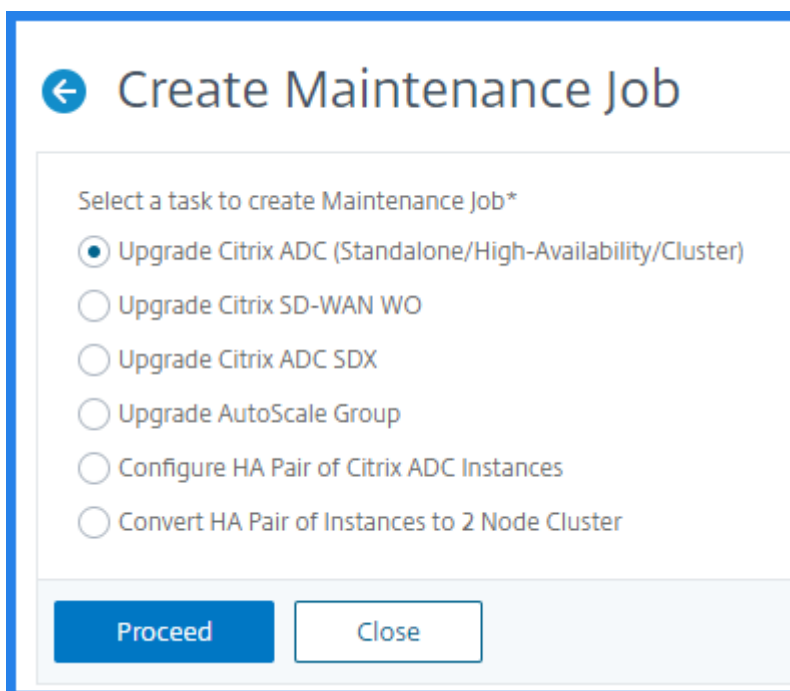 Create Maintenance Job
Select a task to create Maintenance Job*
Upgrade Citrix ADC (Standalone/High-Availability/Cluster)
Upgrade Citrix SD-WAN WO
Upgrade Citrix ADC SDX
Upgrade AutoScale Group
Configure HA Pair of Citrix ADC Instances
Convert HA Pair of Instances to 2 Node Cluster
Proceed Close